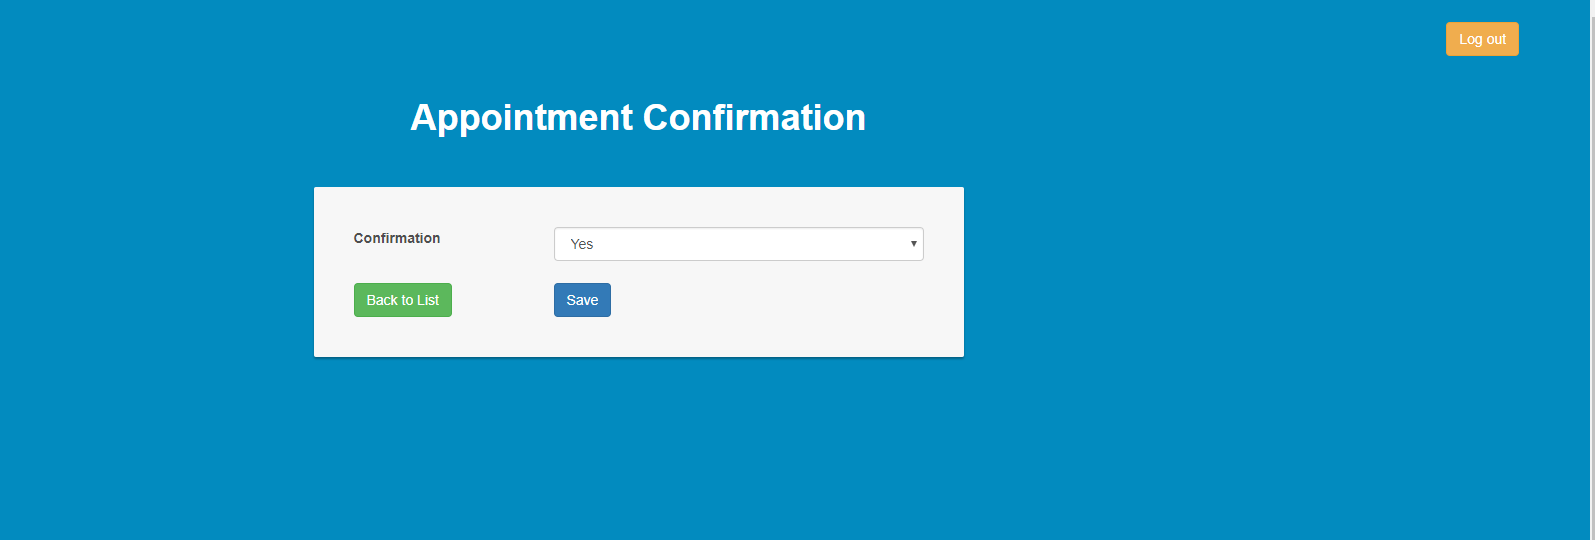 Log out
Appointment Confirmation
Confirmation
Yes
Back to List
Save